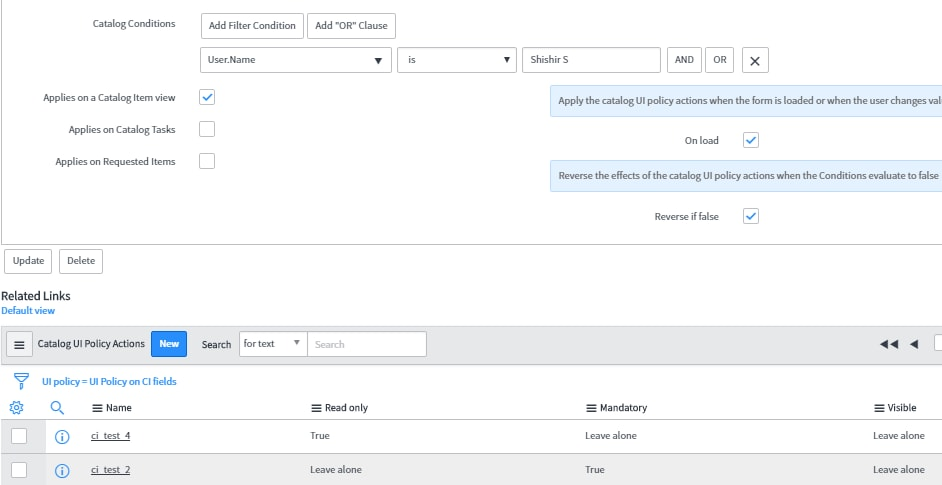 Catalog Conditions Add Filter Condition Add "OR" Clause
User.Name is Shishir S AND OR
Applies on a Catalog Item view
Apply the catalog UI policy actions when the form is loaded or when the user changes
Applies on Catalog Tasks
On load
Applies on Requested Items
Reverse the effects of the catalog UI policy actions when the Conditions evaluate to false
Reverse if false
Update Delete
Related Links
Default view
Catalog UI Policy Actions New Search for text Search
UI policy = UI Policy on CI fields
Name Read only Mandatory Visible
ci_test_4 True Leave alone Leave alone
ci_test_2 Leave alone True Leave alone